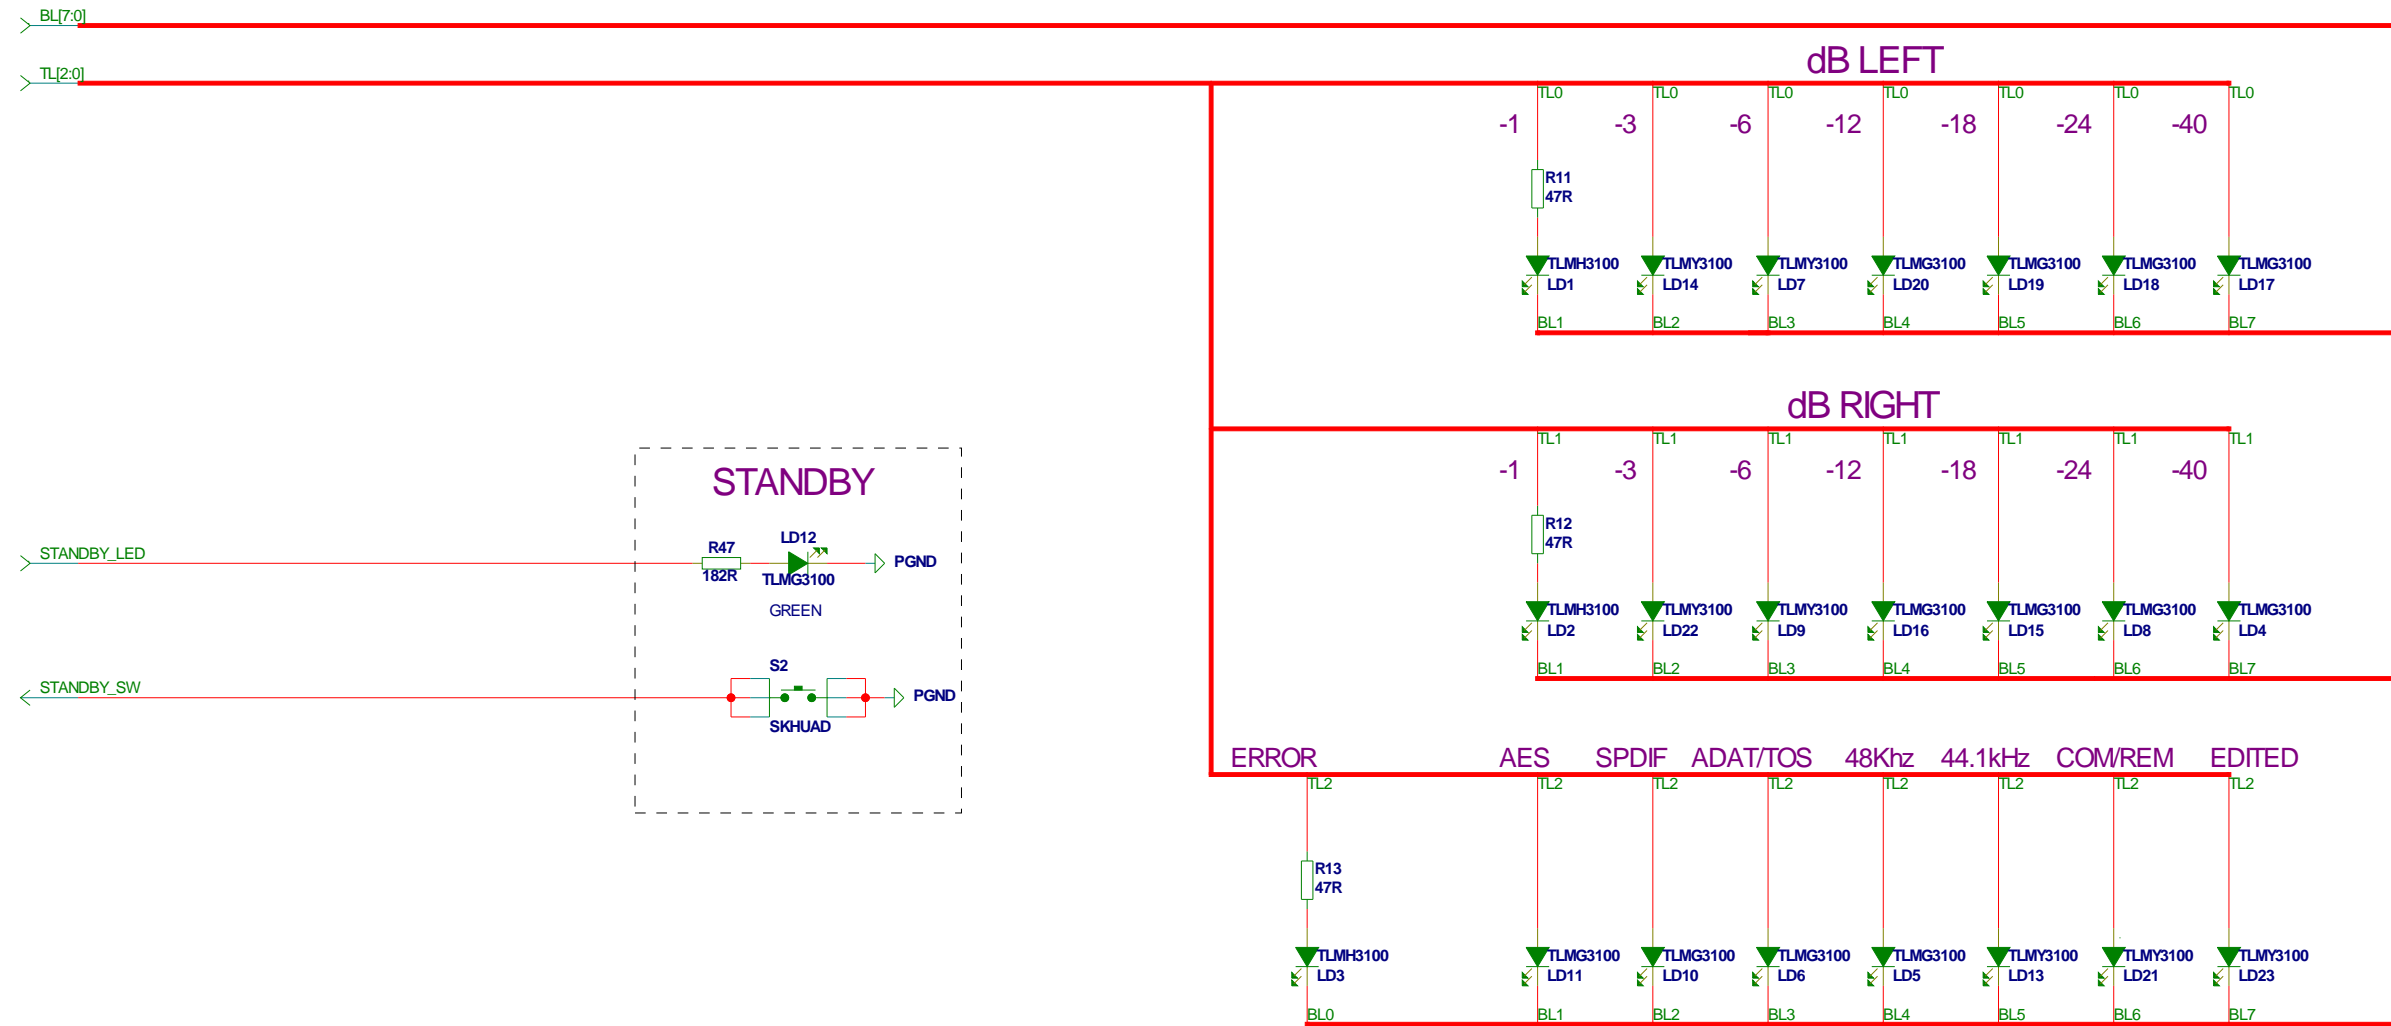 BL[7:0]
TL[2:0]
dB LEFT
TL0 TL0 TL0 TL0 TL0 TL0 TL0
-1 -3 -6 -12 -18 -24 -40
R11
47R
TLMH3100 TLMY3100 TLMY3100 TLMG3100 TLMG3100 TLMG3100 TLMG3100
LD1 LD14 LD7 LD20 LD19 LD18 LD17
BL1 BL2 BL3 BL4 BL5 BL6 BL7
dB RIGHT
TL1 TL1 TL1 TL1 TL1 TL1 TL1
-1 -3 -6 -12 -18 -24 -40
R12
47R
TLMH3100 TLMY3100 TLMY3100 TLMG3100 TLMG3100 TLMG3100 TLMG3100
LD2 LD22 LD9 LD16 LD15 LD8 LD4
BL1 BL2 BL3 BL4 BL5 BL6 BL7
STANDBY
STANDBY_LED
R47
182R
LD12
TLMG3100
PGND
GREEN
STANDBY_SW
S2
SKHUAD
PGND
ERROR AES SPDIF ADAT/TOS 48Khz 44.1kHz COM/REM EDITED
TL2 TL2 TL2 TL2 TL2 TL2 TL2 TL2
R13
47R
TLMH3100 TLMG3100 TLMG3100 TLMG3100 TLMG3100 TLMY3100 TLMY3100 TLMY3100
LD3 LD11 LD10 LD6 LD5 LD13 LD21 LD23
BL0 BL1 BL2 BL3 BL4 BL5 BL6 BL7